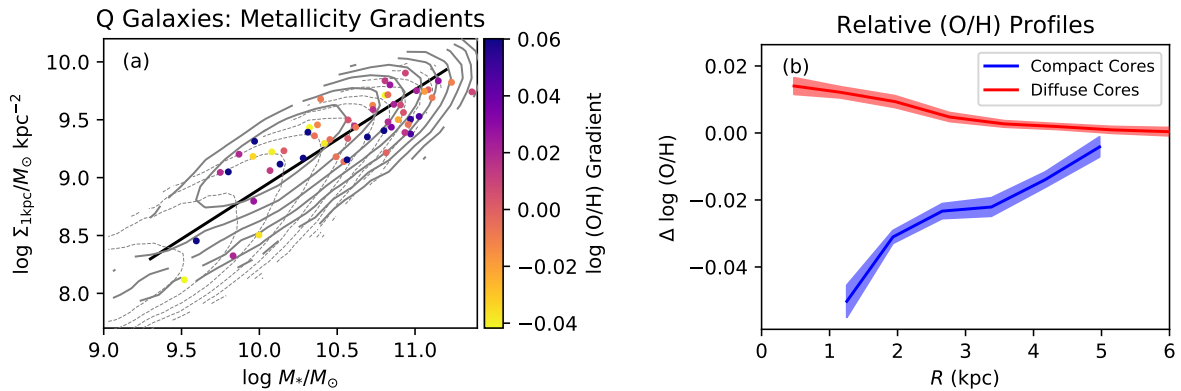 Q Galaxies: Metallicity Gradients
(a)
10.0
9.5
9.0
8.5
8.0
log Σ1kpc/M⊙ kpc−2
9.0 9.5 10.0 10.5 11.0
log M*/M⊙
0.06
0.04
0.02
0.00
−0.02
−0.04
log (O/H) Gradient
Relative (O/H) Profiles
(b)
Compact Cores
Diffuse Cores
0.02
0.00
−0.02
−0.04
Δ log (O/H)
0 1 2 3 4 5 6
R (kpc)